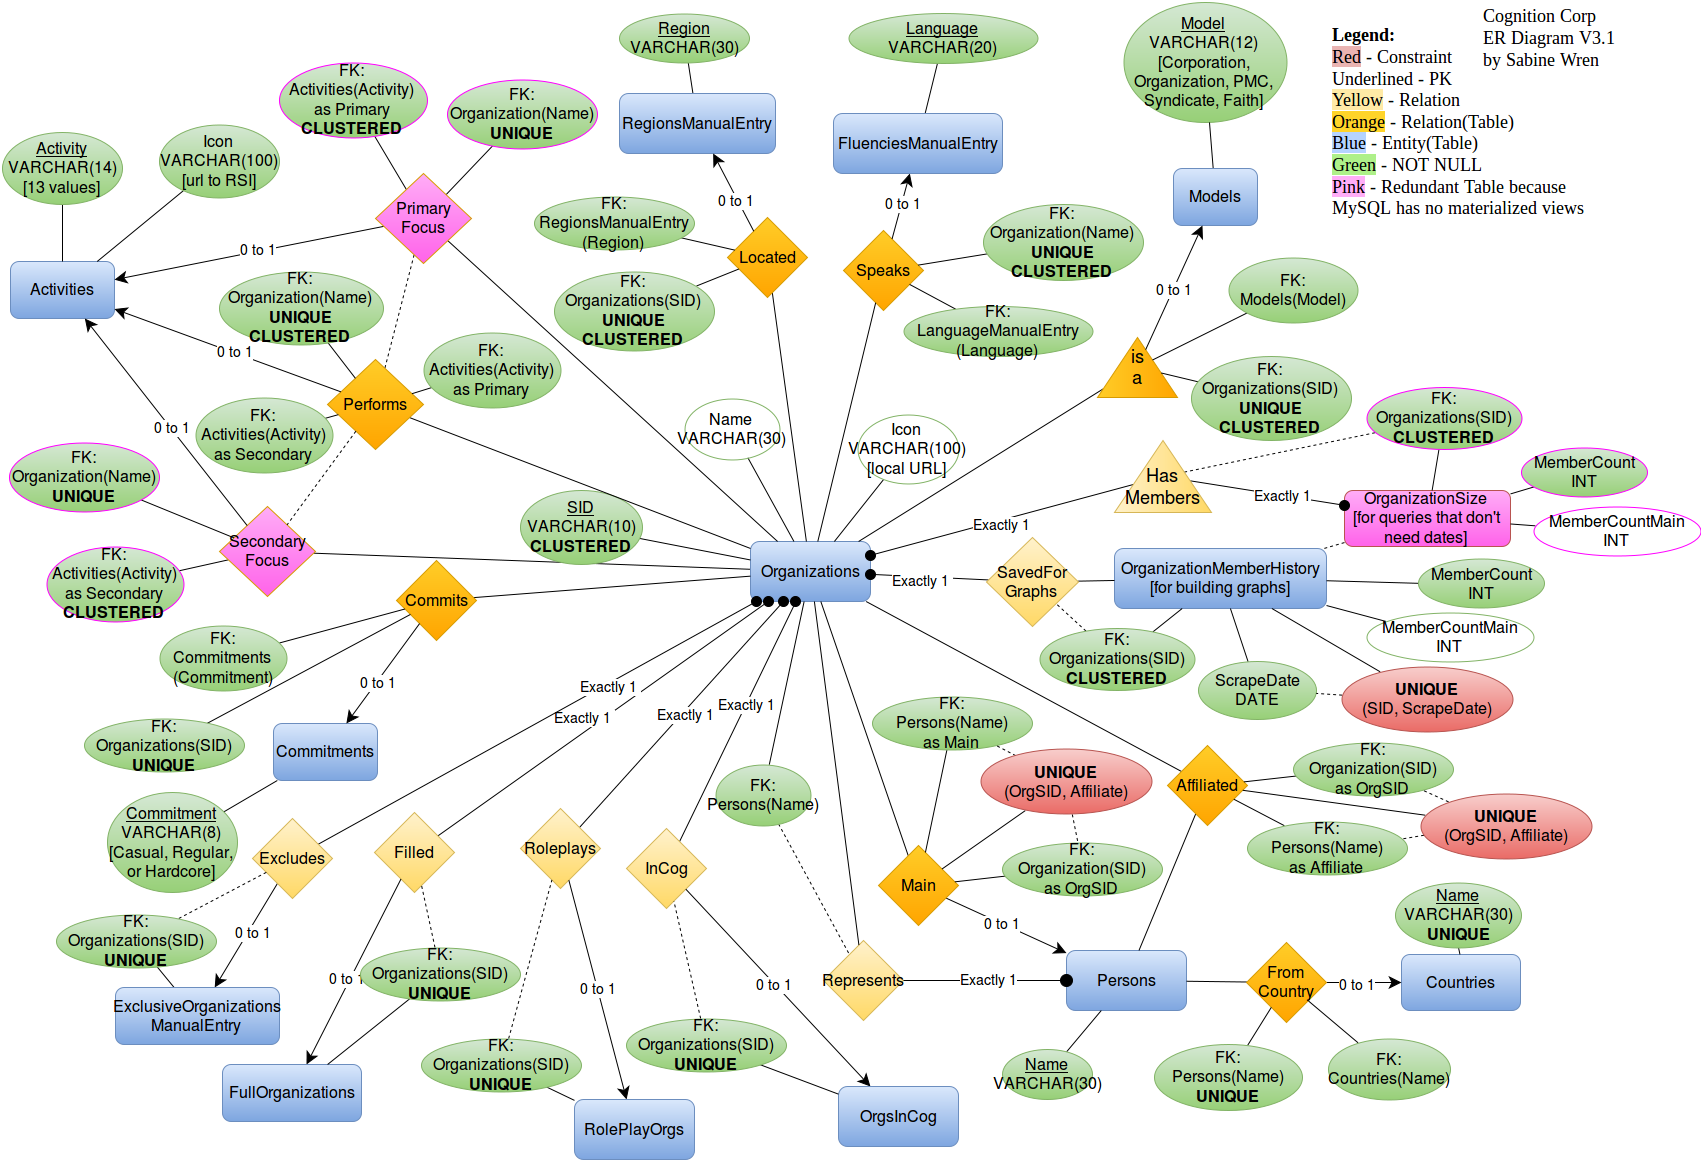 Cognition Corp
ER Diagram V3.1
by Sabine Wren
Legend:
Red - Constraint
Underlined - PK
Yellow - Relation
Orange - Relation(Table)
Blue - Entity(Table)
Green - NOT NULL
Pink - Redundant Table because
MySQL has no materialized views
Region
VARCHAR(30)
Language
VARCHAR(20)
Model
VARCHAR(12)
[Corporation,
Organization, PMC,
Syndicate, Faith]
FK:
Activities(Activity)
as Primary
CLUSTERED
FK:
Organization(Name)
UNIQUE
Activity
VARCHAR(14)
[13 values]
Icon
VARCHAR(100)
[url to RSI]
RegionsManualEntry
FluenciesManualEntry
Models
Primary
Focus
0 to 1
FK:
RegionsManualEntry
(Region)
0 to 1
Located
0 to 1
Speaks
FK:
Organization(Name)
UNIQUE
CLUSTERED
Activities
FK:
Organization(Name)
UNIQUE
CLUSTERED
FK:
Organizations(SID)
UNIQUE
CLUSTERED
FK:
LanguageManualEntry
(Language)
0 to 1
FK:
Models(Model)
is
a
0 to 1
FK:
Activities(Activity)
as Primary
Performs
FK:
Activities(Activity)
as Secondary
0 to 1
FK:
Organizations(SID)
UNIQUE
CLUSTERED
Name
VARCHAR(30)
Icon
VARCHAR(100)
[local URL]
FK:
Organizations(SID)
CLUSTERED
FK:
Organization(Name)
UNIQUE
Has
Members
Exactly 1
Exactly 1
MemberCount
INT
OrganizationSize
[for queries that don't
need dates]
MemberCountMain
INT
SID
VARCHAR(10)
CLUSTERED
Secondary
Focus
FK:
Activities(Activity)
as Secondary
CLUSTERED
Organizations
Exactly 1
SavedFor
Graphs
OrganizationMemberHistory
[for building graphs]
MemberCount
INT
MemberCountMain
INT
Commits
FK:
Commitments
(Commitment)
0 to 1
FK:
Organizations(SID)
CLUSTERED
ScrapeDate
DATE
UNIQUE
(SID, ScrapeDate)
Exactly 1
Exactly 1
Exactly 1
Exactly 1
FK:
Organizations(SID)
UNIQUE
Commitments
FK:
Persons(Name)
as Main
UNIQUE
(OrgSID, Affiliate)
Affiliated
FK:
Organization(SID)
as OrgSID
UNIQUE
(OrgSID, Affiliate)
FK:
Persons(Name)
Commitment
VARCHAR(8)
[Casual, Regular,
or Hardcore]
Excludes
Filled
Roleplays
InCog
Main
FK:
Organization(SID)
as OrgSID
FK:
Persons(Name)
as Affiliate
FK:
Organizations(SID)
UNIQUE
0 to 1
0 to 1
FK:
Organizations(SID)
UNIQUE
0 to 1
0 to 1
0 to 1
Name
VARCHAR(30)
UNIQUE
Represents
Exactly 1
Persons
From
Country
0 to 1
Countries
ExclusiveOrganizations
ManualEntry
FK:
Organizations(SID)
UNIQUE
FK:
Organizations(SID)
UNIQUE
Name
VARCHAR(30)
FK:
Persons(Name)
UNIQUE
FK:
Countries(Name)
FullOrganizations
RolePlayOrgs
OrgsInCog